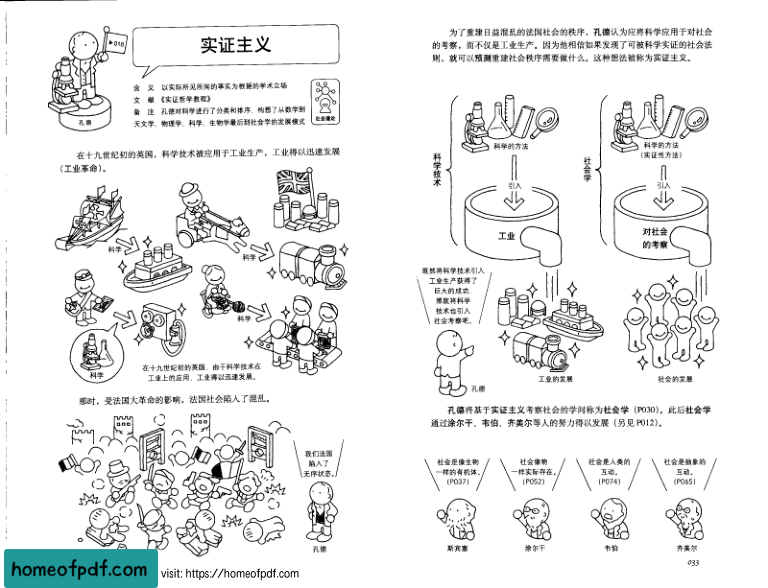 ▶018
实证主义
孔德
含 义 以实际所见所闻的事实为根据的学术立场
文 献 《实证哲学教程》
备 注 孔德对科学进行了分类和排序，构想了从数学到
天文学、物理学、科学、生物学最后到社会学的发展模式
社会理论
在十九世纪初的英国，科学技术被应用于工业生产，工业得以迅速发展
（工业革命）。
科学
科学
科学
科学
在十九世纪初的英国，由于科学技术在
工业上的应用，工业得以迅速发展。
那时，受法国大革命的影响，法国社会陷入了混乱。
我们法国
陷入了
无序状态。
孔德
为了重建日益混乱的法国社会的秩序，孔德认为应将科学应用于对社会
的考察，而不仅是工业生产。因为他相信如果发现了可被科学实证的社会法
则，就可以预测重建社会秩序需要做什么。这种想法被称为实证主义。
科学技术
科学的方法
引入
工业
社会学
科学的方法
（实证性方法）
引入
对社会
的考察
既然将科学技术引入
工业生产获得了
巨大的成功，
那就将科学
技术也引入
社会考察吧。
孔德
工业的发展
社会的发展
孔德将基于实证主义考察社会的学问称为社会学（P030）。此后社会学
通过涂尔干、韦伯、齐美尔等人的努力得以发展（另见P012）。
社会是像生物
一样的有机体。
（P037）
社会像物
一样实际存在。
（P052）
社会是人类的
互动。
（P074）
社会是抽象的
互动。
（P065）
斯宾塞
涂尔干
韦伯
齐美尔
033
homeofpdf.com
visit: https://homeofpdf.com